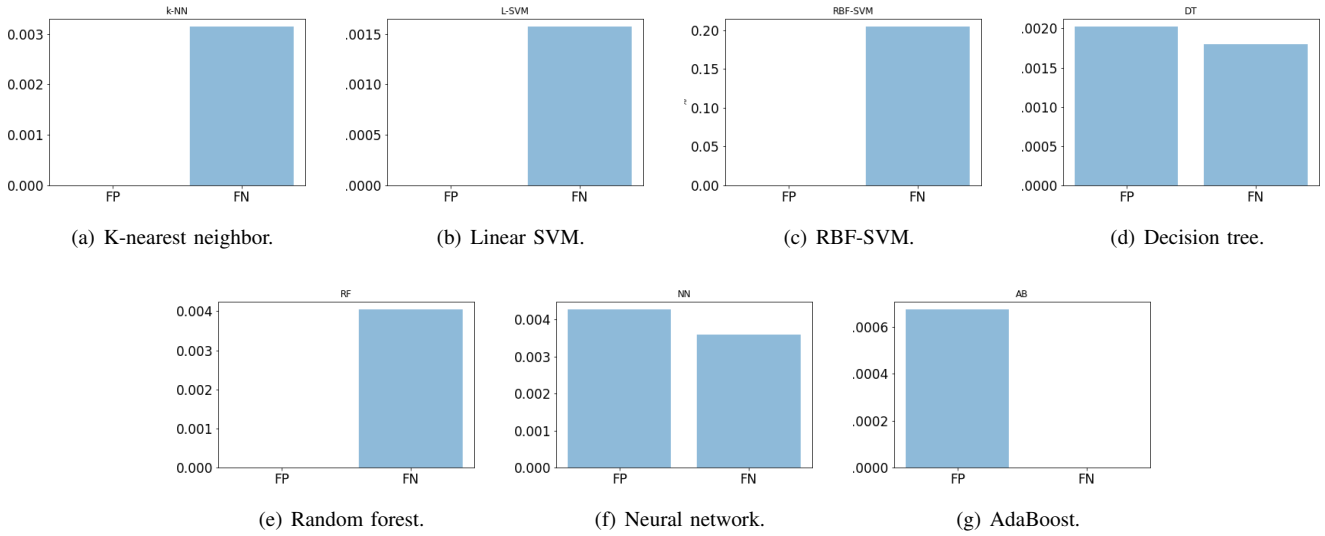 k-NN
L-SVM
RBF-SVM
DT
0.003
0.002
0.001
0.000
FP FN
.0015
.0010
.0005
.0000
FP FN
0.20
0.15
0.10
0.05
0.00
FP FN
.0020
.0015
.0010
.0005
.0000
FP FN
(a) K-nearest neighbor.
(b) Linear SVM.
(c) RBF-SVM.
(d) Decision tree.
RF
NN
AB
0.004
0.003
0.002
0.001
0.000
FP FN
0.004
0.003
0.002
0.001
0.000
FP FN
.0006
.0004
.0002
.0000
FP FN
(e) Random forest.
(f) Neural network.
(g) AdaBoost.